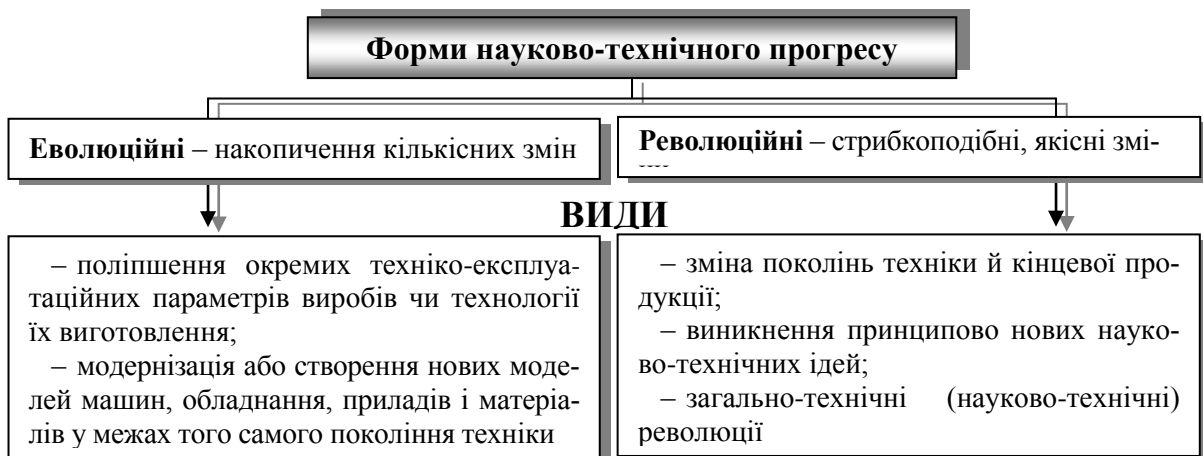 Форми науково-технічного прогресу
Еволюційні – накопичення кількісних змін
Революційні – стрибкоподібні, якісні змі-
ВИДИ
– поліпшення окремих техніко-експлуа-
таційних параметрів виробів чи технології
їх виготовлення;
– модернізація або створення нових моде-
лей машин, обладнання, приладів і матеріа-
лів у межах того самого покоління техніки
– зміна поколінь техніки й кінцевої про-
дукції;
– виникнення принципово нових науко-
во-технічних ідей;
– загально-технічні (науково-технічні)
революції